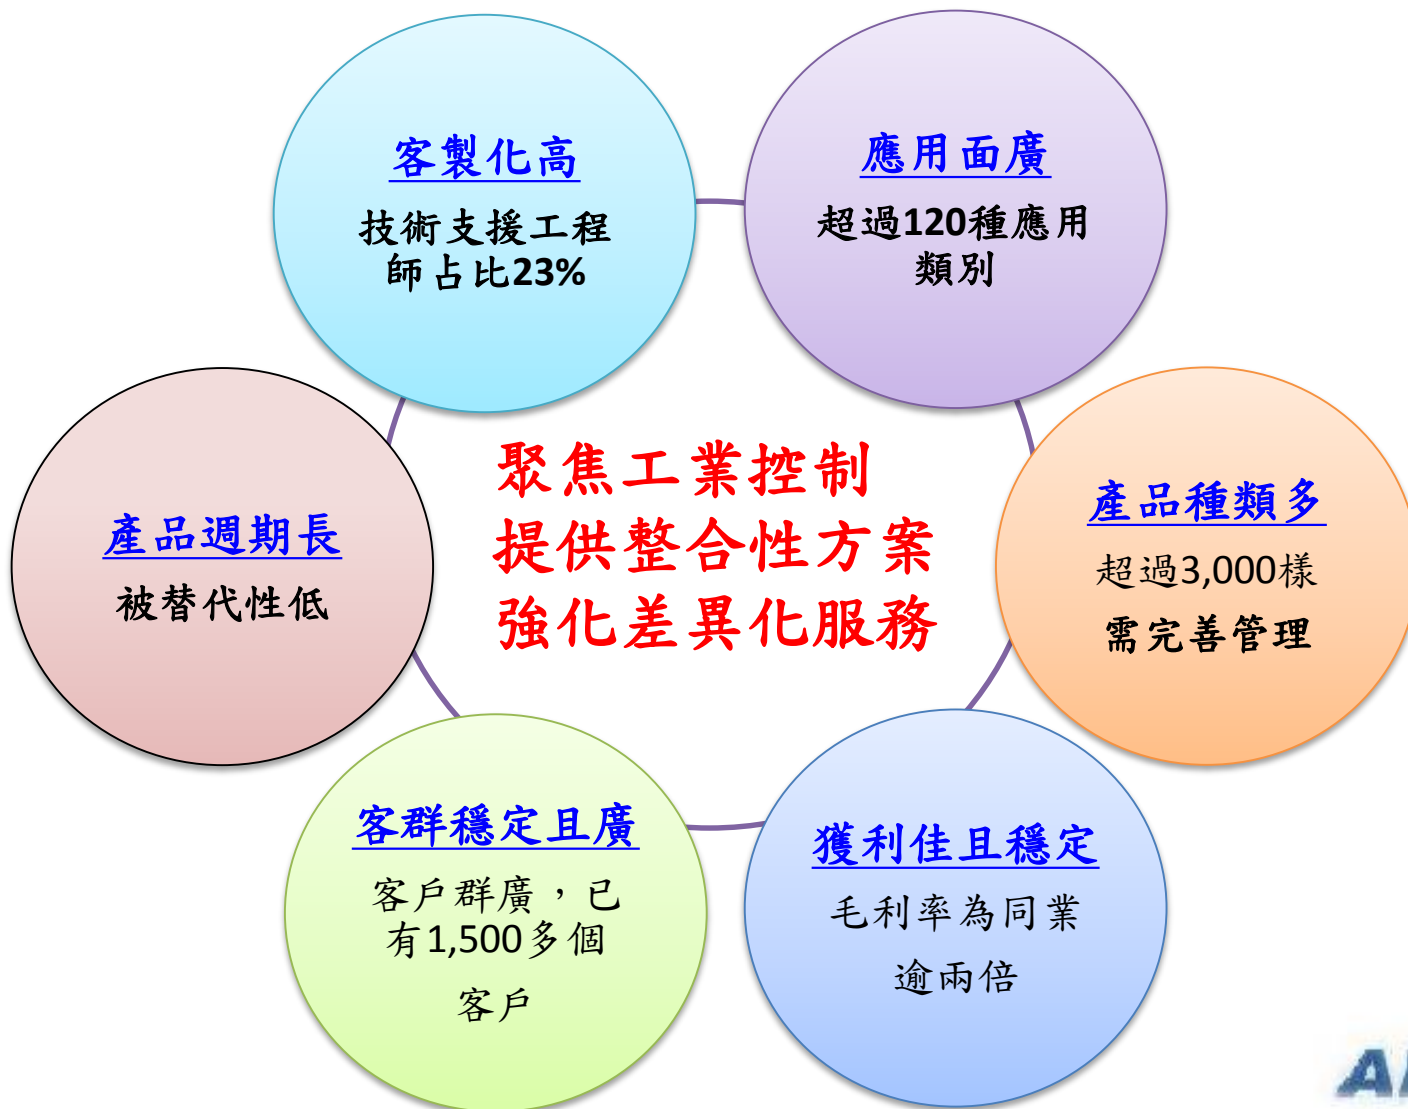 客製化高
技術支援工程
師占比23%
應用面廣
超過120種應用
類別
聚焦工業控制
提供整合性方案
強化差異化服務
產品週期長
被替代性低
產品種類多
超過3,000樣
需完善管理
客群穩定且廣
客戶群廣，已
有1,500多個
客戶
獲利佳且穩定
毛利率為同業
逾兩倍